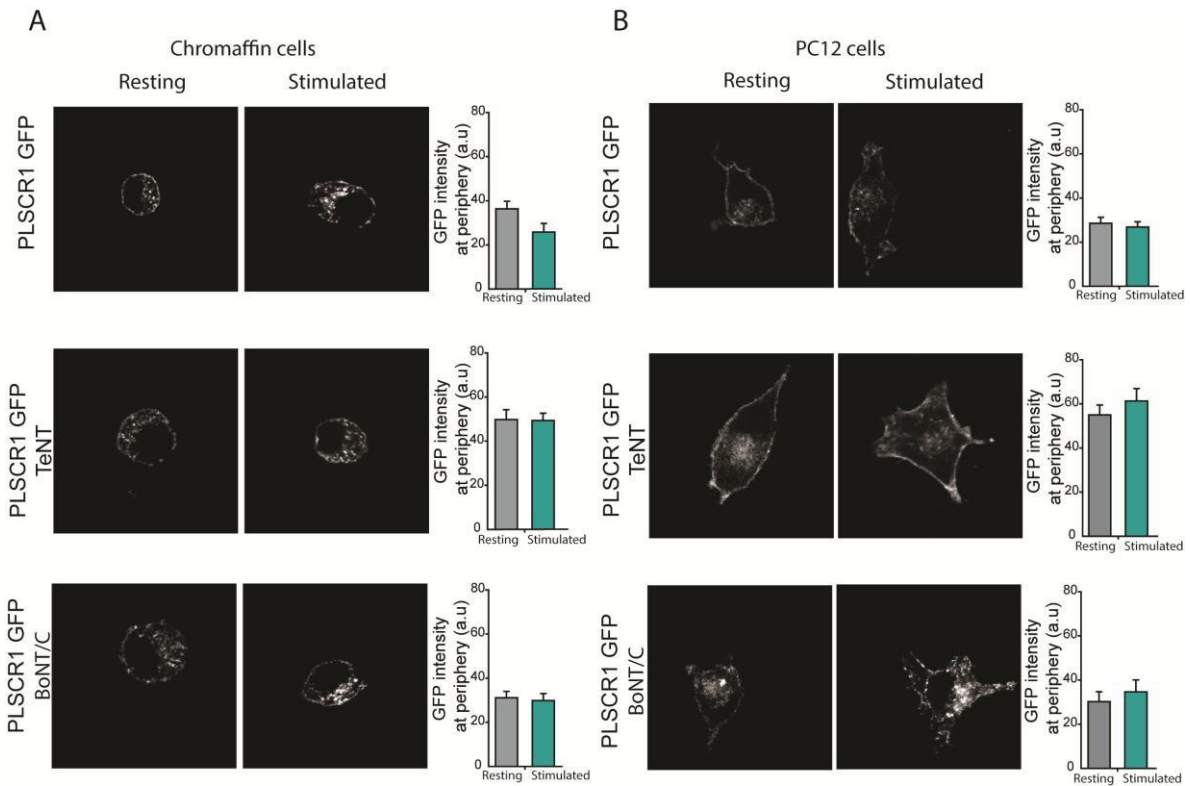 A
Chromaffin cells
Resting Stimulated
PLSCR1 GFP
GFP intensity
at periphery (a.u)
80
60
40
20
0
Resting Stimulated
PLSCR1 GFP
TeNT
GFP intensity
at periphery (a.u)
80
60
40
20
0
Resting Stimulated
PLSCR1 GFP
BoNT/C
GFP intensity
at periphery (a.u)
80
60
40
20
0
Resting Stimulated
B
PC12 cells
Resting Stimulated
PLSCR1 GFP
GFP intensity
at periphery (a.u)
80
60
40
20
0
Resting Stimulated
PLSCR1 GFP
TeNT
GFP intensity
at periphery (a.u)
80
60
40
20
0
Resting Stimulated
PLSCR1 GFP
BoNT/C
GFP intensity
at periphery (a.u)
80
60
40
20
0
Resting Stimulated